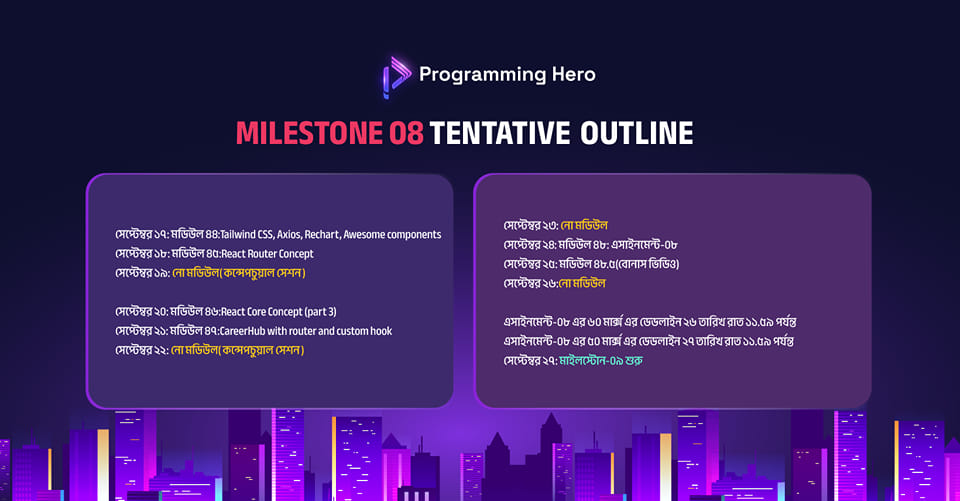 Programming Hero
MILESTONE 08 TENTATIVE OUTLINE
সেপ্টেম্বর ১৭: মডিউল ৪৪:Tailwind CSS, Axios, Rechart, Awesome components
সেপ্টেম্বর ১৮: মডিউল ৪৫:React Router Concept
সেপ্টেম্বর ১৯: নো মডিউল( কন্সেপচুয়াল সেশন )
সেপ্টেম্বর ২০: মডিউল ৪৬:React Core Concept (part 3)
সেপ্টেম্বর ২১: মডিউল ৪৭:CareerHub with router and custom hook
সেপ্টেম্বর ২২: নো মডিউল( কন্সেপচুয়াল সেশন )
সেপ্টেম্বর ২৩: নো মডিউল
সেপ্টেম্বর ২৪: মডিউল ৪৮: এসাইনমেন্ট-০৮
সেপ্টেম্বর ২৫: মডিউল ৪৮.৫(বোনাস ভিডিও)
সেপ্টেম্বর ২৬:নো মডিউল
এসাইনমেন্ট-০৮ এর ৬০ মার্ক্স এর ডেডলাইন ২৬ তারিখ রাত ১১.৫৯ পর্যন্ত
এসাইনমেন্ট-০৮ এর ৫০ মার্ক্স এর ডেডলাইন ২৭ তারিখ রাত ১১.৫৯ পর্যন্ত
সেপ্টেম্বর ২৭: মাইলস্টোন-০৯ শুরু